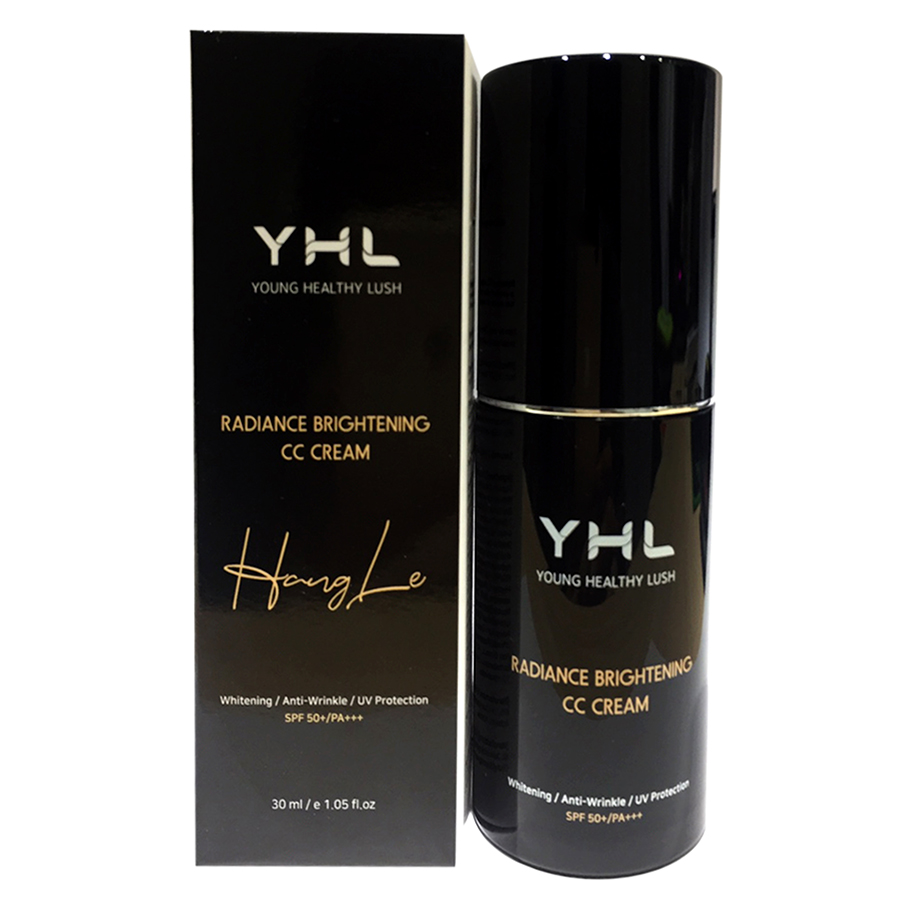 YHL
YOUNG HEALTHY LUSH
RADIANCE BRIGHTENING
CC CREAM
Hang Le
Whitening / Anti-Wrinkle / UV Protection
SPF 50+/PA+++
30 ml / e 1.05 fl.oz
YHL
YOUNG HEALTHY LUSH
RADIANCE BRIGHTENING
CC CREAM
Whitening / Anti-Wrinkle / UV Protection
SPF 50+/PA+++